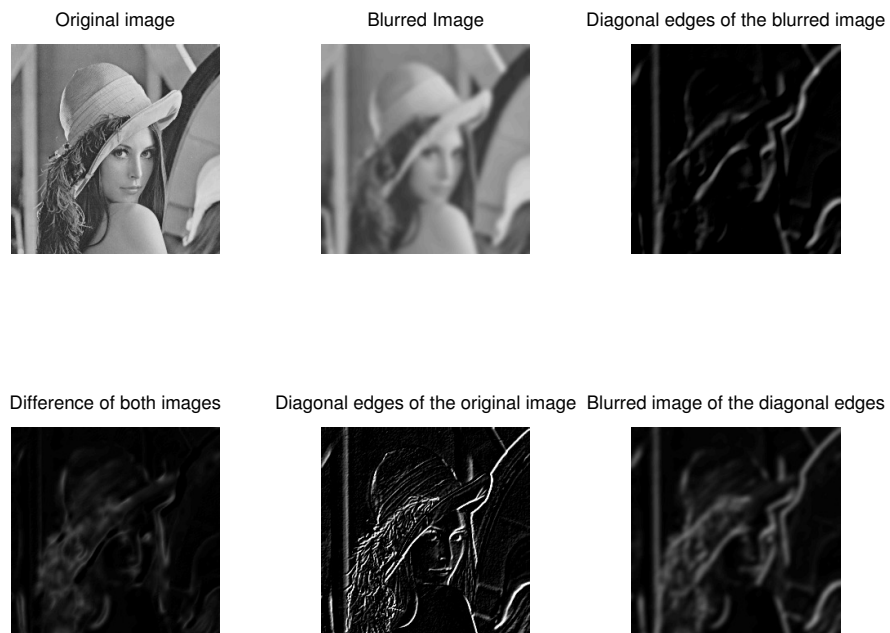 Original image
Blurred Image
Diagonal edges of the blurred image
Difference of both images
Diagonal edges of the original image
Blurred image of the diagonal edges